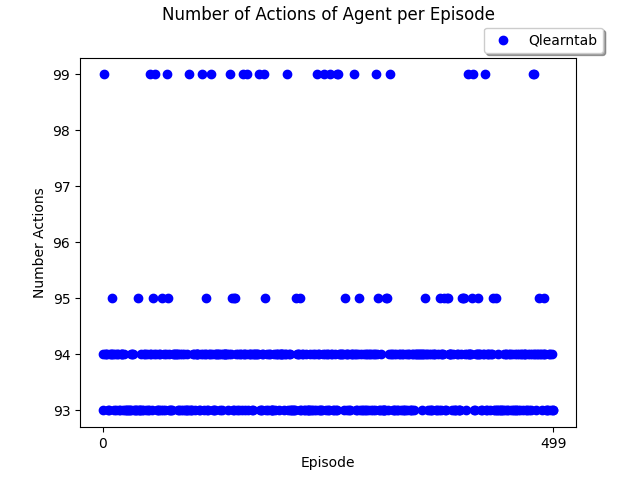 Number of Actions of Agent per Episode
Qlearntab
99
98
97
96
95
94
93
Number Actions
0
499
Episode